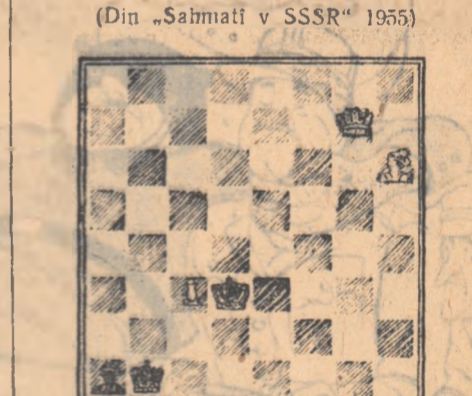 (Din „Sahmati v SSSR“ 1955)